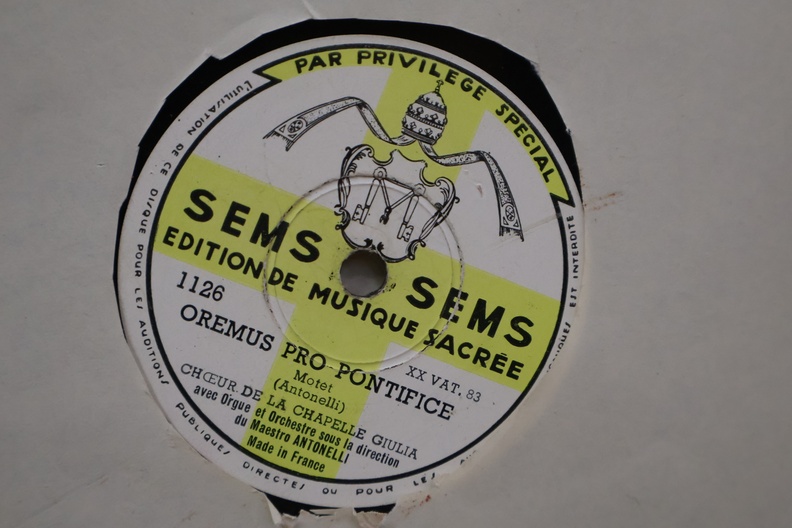 PAR PRIVILEGE SPECIAL
SEMS SEMS
EDITION DE MUSIQUE SACRÉE
1126
XX VAT. 83
OREMUS PRO PONTIFICE
Motet
(Antonelli)
CHŒUR DE LA CHAPELLE GIULIA
avec Orgue et Orchestre sous la direction
du Maestro ANTONELLI
Made in France
L'UTILISATION DE CE DISQUE POUR LES AUDITIONS PUBLIQUES DIRECTES OU POUR LES EST INTERDITE